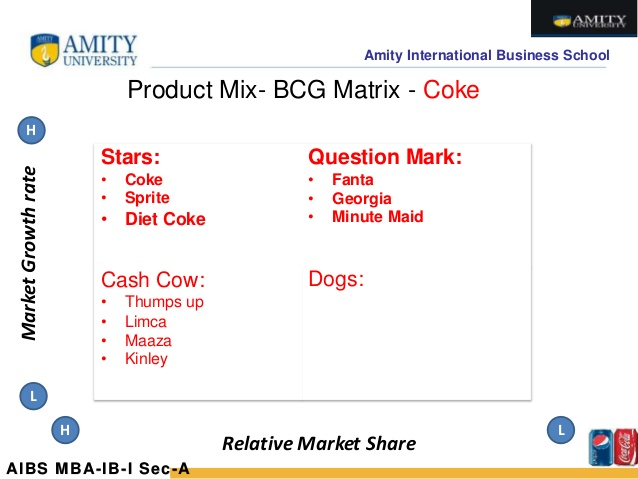 AMITY
UNIVERSITY
AMITY
UNIVERSITY
Amity International Business School
Product Mix- BCG Matrix - Coke
H
Market Growth rate
Stars:
• Coke
• Sprite
• Diet Coke
Question Mark:
• Fanta
• Georgia
• Minute Maid
Cash Cow:
• Thumps up
• Limca
• Maaza
• Kinley
Dogs:
L
H
L
Relative Market Share
AIBS MBA-IB-I Sec-A